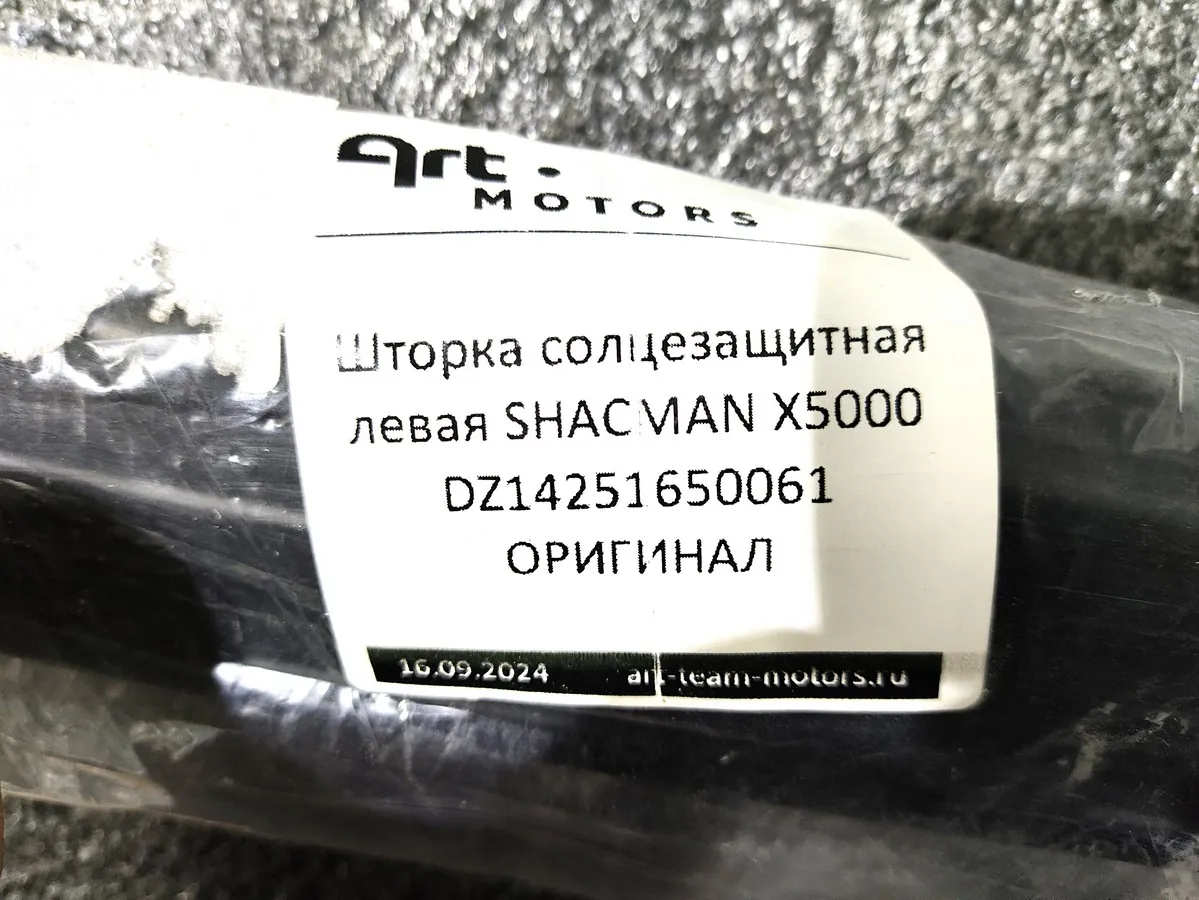 art.
MOTORS
Шторка солцезащитная
левая SHACMAN X5000
DZ14251650061
ОРИГИНАЛ
16.09.2024 art-team-motors.ru